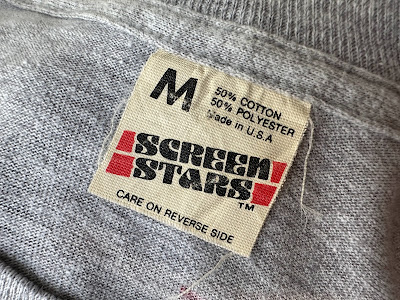 M
50% COTTON
50% POLYESTER
Made in U.S.A
SCREEN
STARS
TM
CARE ON REVERSE SIDE